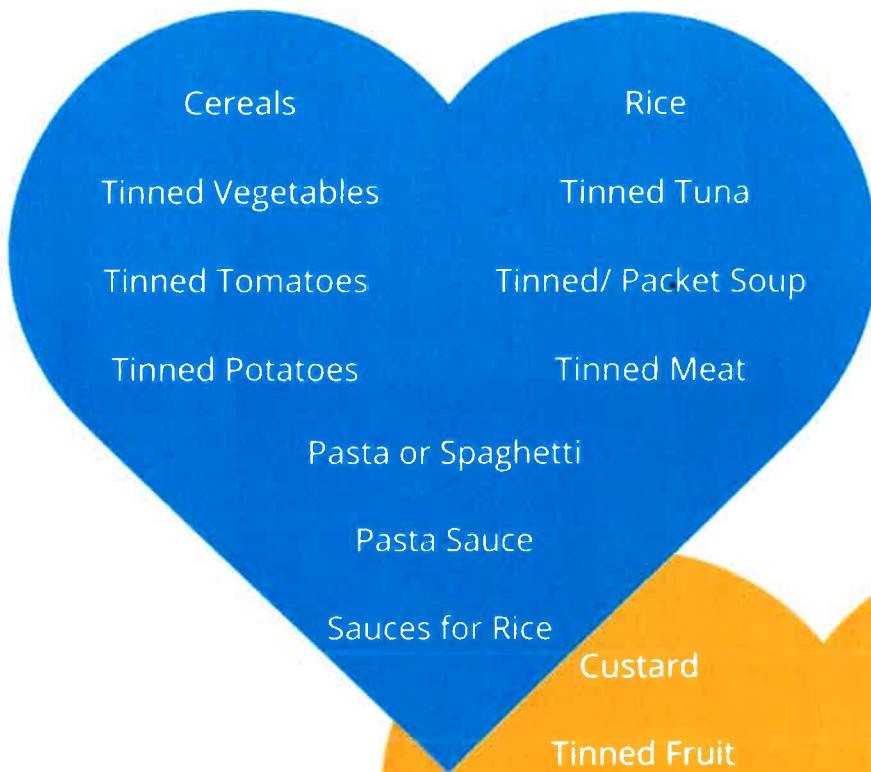 Cereals
Rice
Tinned Vegetables
Tinned Tuna
Tinned Tomatoes
Tinned/ Packet Soup
Tinned Potatoes
Tinned Meat
Pasta or Spaghetti
Pasta Sauce
Sauces for Rice
Custard
Tinned Fruit